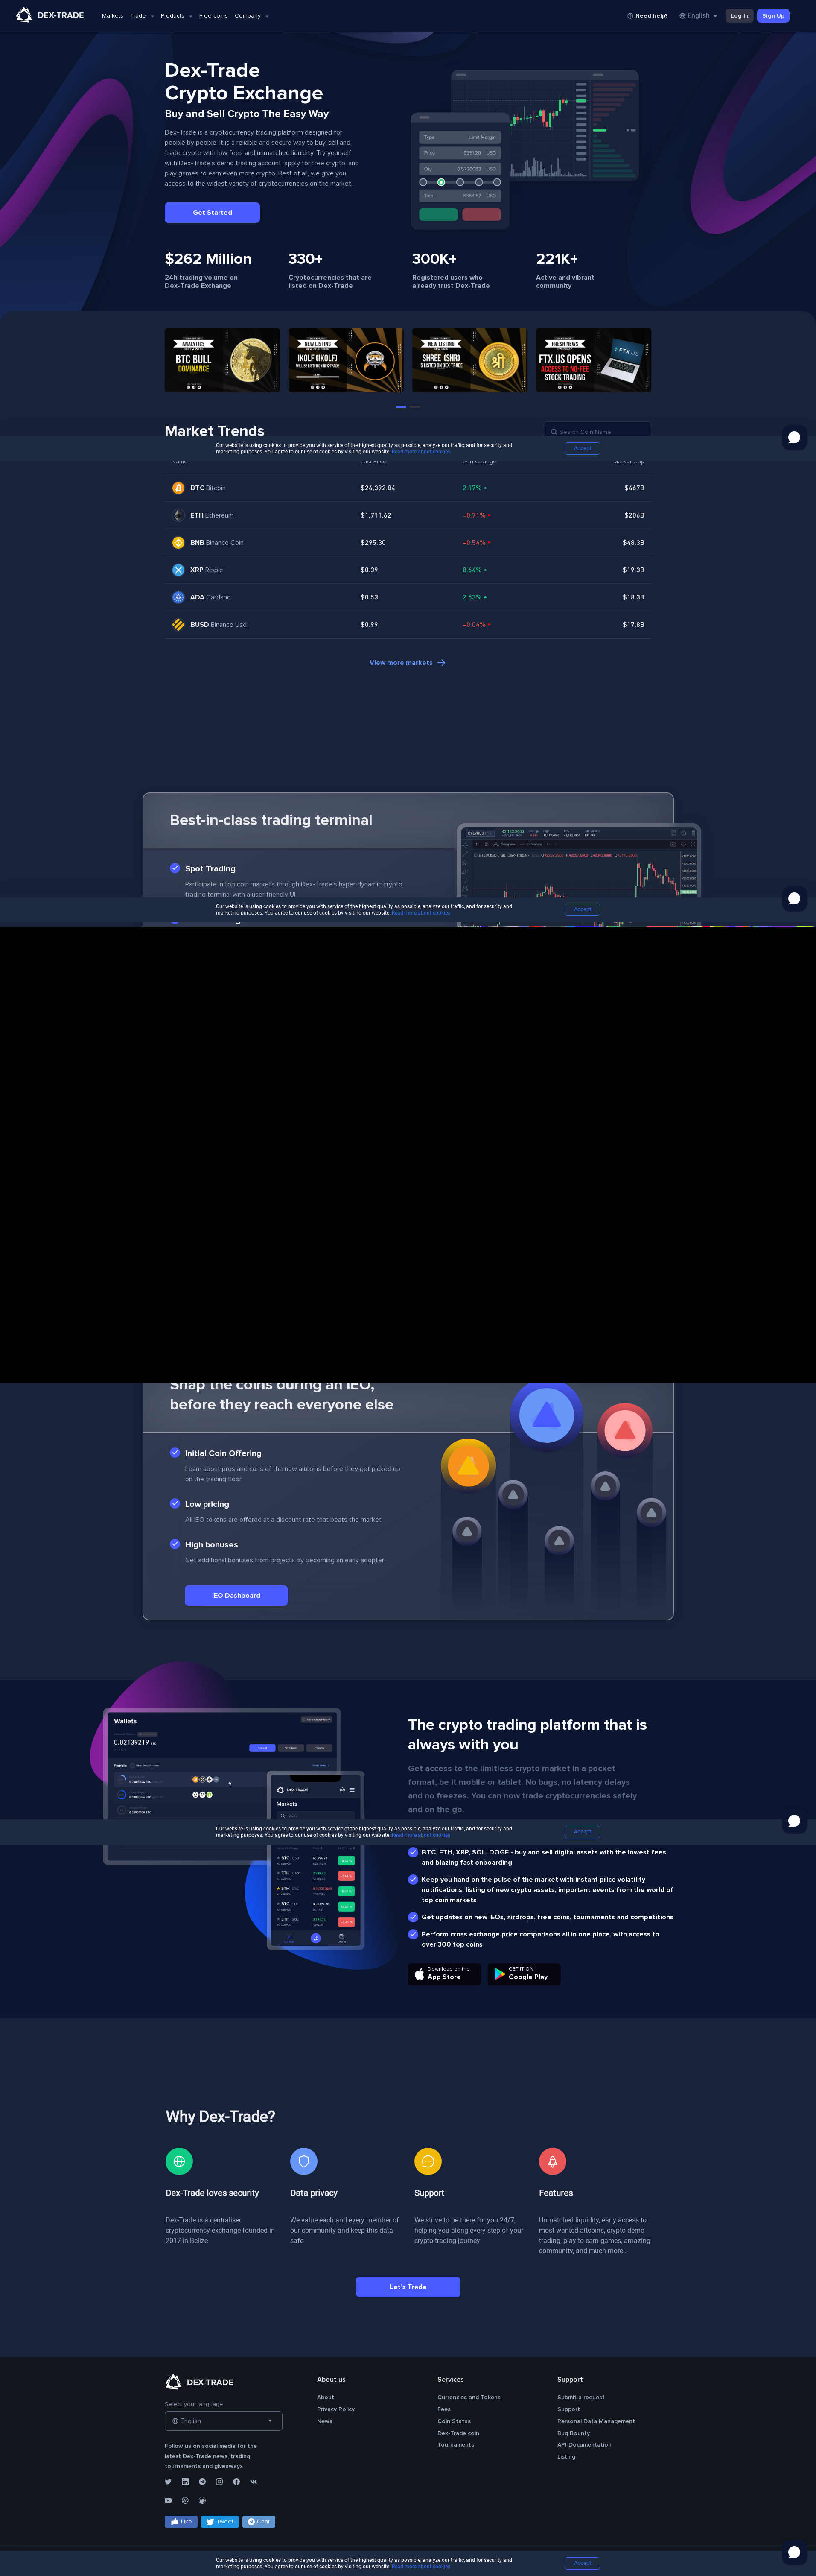 DEX-TRADE
Markets
Trade
Products
Free coins
Company
Need help?
English
Log In
Sign Up
Dex-Trade
Crypto Exchange
Buy and Sell Crypto The Easy Way
Dex-Trade is a cryptocurrency trading platform designed for
people by people. It is a reliable and secure way to buy, sell and
trade crypto with low fees and unmatched liquidity. Try yourself
with Dex-Trade's demo trading account, apply for free crypto, and
play games to earn even more crypto. Best of all, we give you
access to the widest variety of cryptocurrencies on the market.
Get Started
Type
Limit Margin
Price
USD
Qty
0.5726383 USD
Total
USD
$262 Million
24h trading volume on
Dex-Trade Exchange
330+
Cryptocurrencies that are
listed on Dex-Trade
300K+
Registered users who
already trust Dex-Trade
221K+
Active and vibrant
community
ANALYTICS
BTC BULL
DOMINANCE
NEW LISTING
IKOLF (IKOLF)
WILL BE LISTED ON DEX-TRADE
NEW LISTING
SHREE (SHR)
IS LISTED ON DEX-TRADE
FRESH NEWS
FTX.US OPENS
ACCESS TO NO-FEE
STOCK TRADING
FTX US
Market Trends
Search Coin Name
Our website is using cookies to provide you with service of the highest quality as possible, analyze our traffic, and for security and
marketing purposes. You agree to our use of cookies by visiting our website. Read more about cookies.
Accept
Name
Last Price
24h Change
Market Cap
BTC Bitcoin
$24,392.84
2.17%
$467B
ETH Ethereum
$1,711.62
-0.71%
$206B
BNB Binance Coin
$295.30
-0.54%
$48.3B
XRP Ripple
$0.39
8.64%
$19.3B
ADA Cardano
$0.53
2.63%
$18.3B
BUSD Binance Usd
$0.99
-0.04%
$17.8B
View more markets
Best-in-class trading terminal
Spot Trading
Participate in top coin markets through Dex-Trade's hyper dynamic crypto
trading terminal with a user-friendly UI
BTC/USDT
Our website is using cookies to provide you with service of the highest quality as possible, analyze our traffic, and for security and
marketing purposes. You agree to our use of cookies by visiting our website. Read more about cookies.
Accept
Snap the coins during an IEO,
before they reach everyone else
Initial Coin Offering
Learn about pros and cons of the new altcoins before they get picked up
on the trading floor
Low pricing
All IEO tokens are offered at a discount rate that beats the market
High bonuses
Get additional bonuses from projects by becoming an early adopter
IEO Dashboard
Wallets
0.02139219 BTC
Portfolio
DEX-TRADE
Markets
The crypto trading platform that is
always with you
Get access to the limitless crypto market in a pocket
format, be it mobile or tablet. No bugs, no latency delays
and no freezes. You can now trade cryptocurrencies safely
and on the go.
Our website is using cookies to provide you with service of the highest quality as possible, analyze our traffic, and for security and
marketing purposes. You agree to our use of cookies by visiting our website. Read more about cookies.
Accept
BTC, ETH, XRP, SOL, DOGE - buy and sell digital assets with the lowest fees
and blazing fast onboarding
Keep you hand on the pulse of the market with instant price volatility
notifications, listing of new crypto assets, important events from the world of
top coin markets
Get updates on new IEOs, airdrops, free coins, tournaments and competitions
Perform cross exchange price comparisons all in one place, with access to
over 300 top coins
Download on the
App Store
GET IT ON
Google Play
Why Dex-Trade?
Dex-Trade loves security
Dex-Trade is a centralised
cryptocurrency exchange founded in
2017 in Belize
Data privacy
We value each and every member of
our community and keep this data
safe
Support
We strive to be there for you 24/7,
helping you along every step of your
crypto trading journey
Features
Unmatched liquidity, early access to
most wanted altcoins, crypto demo
trading, play to earn games, amazing
community, and much more...
Let's Trade
DEX-TRADE
Select your language
English
Follow us on social media for the
latest Dex-Trade news, trading
tournaments and giveaways
Like
Tweet
Chat
About us
About
Privacy Policy
News
Services
Currencies and Tokens
Fees
Coin Status
Dex-Trade coin
Tournaments
Support
Submit a request
Support
Personal Data Management
Bug Bounty
API Documentation
Listing
Our website is using cookies to provide you with service of the highest quality as possible, analyze our traffic, and for security and
marketing purposes. You agree to our use of cookies by visiting our website. Read more about cookies.
Accept